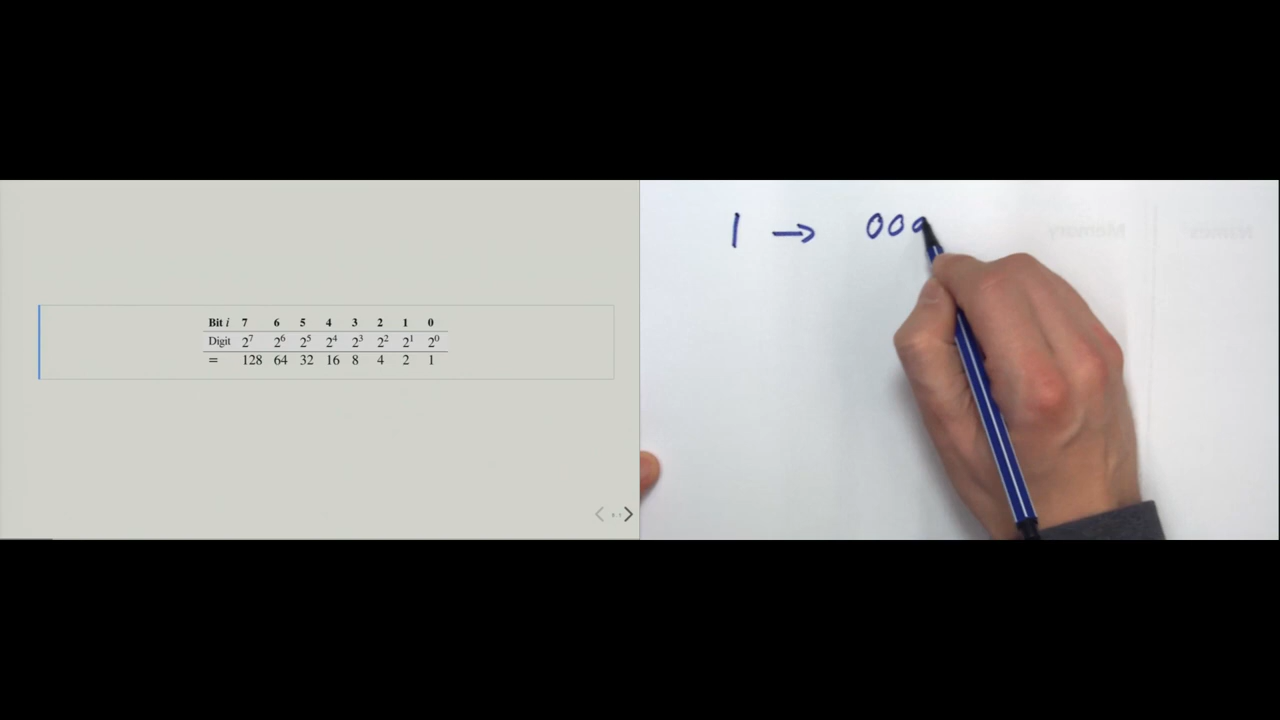 Bit i 7 6 5 4 3 2 1 0
Digit 2⁷ 2⁶ 2⁵ 2⁴ 2³ 2² 2¹ 2⁰
= 128 64 32 16 8 4 2 1
1 → 000